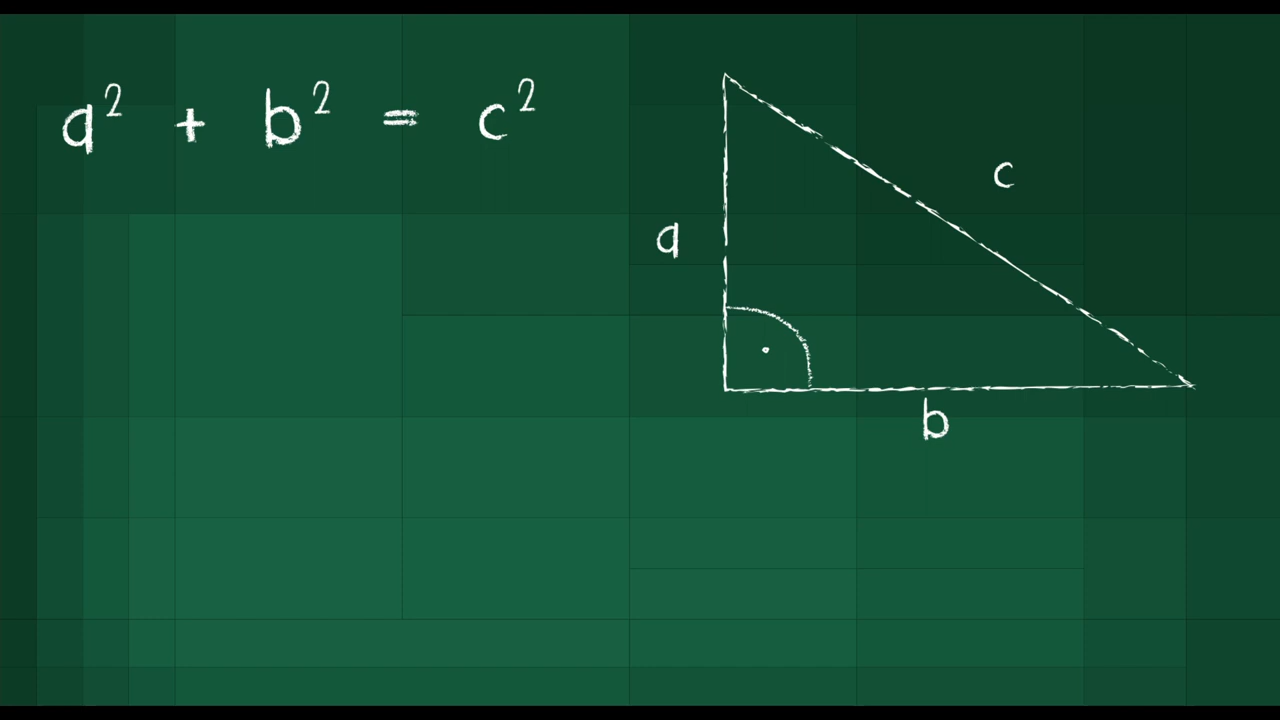 a² + b² = c²
c
a
b